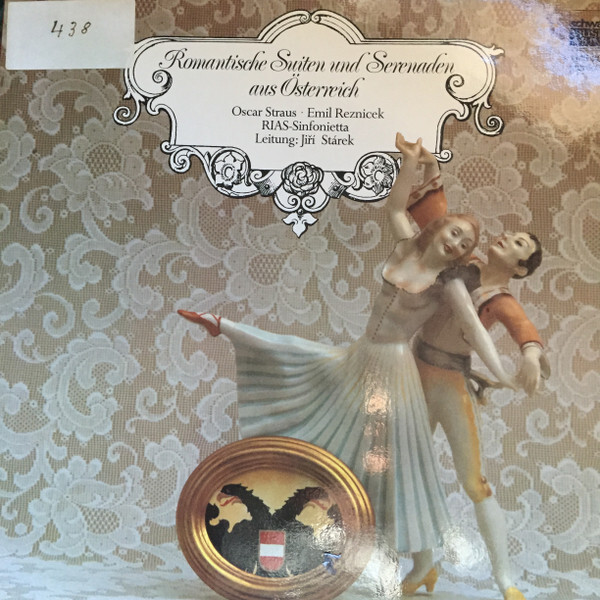 438
Romantische Suiten und Serenaden
aus Österreich
Oscar Straus · Emil Reznicek
RIAS-Sinfonietta
Leitung: Jiří Stárek